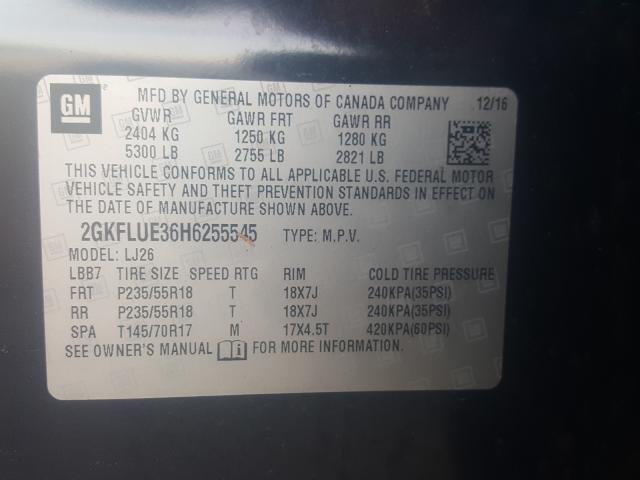 GM
MFD BY GENERAL MOTORS OF CANADA COMPANY 12/16
GVWR GAWR FRT GAWR RR
2404 KG 1250 KG 1280 KG
5300 LB 2755 LB 2821 LB
THIS VEHICLE CONFORMS TO ALL APPLICABLE U.S. FEDERAL MOTOR
VEHICLE SAFETY AND THEFT PREVENTION STANDARDS IN EFFECT ON
THE DATE OF MANUFACTURE SHOWN ABOVE.
2GKFLUE36H6255545 TYPE: M.P.V.
MODEL: LJ26
LBB7 TIRE SIZE SPEED RTG RIM COLD TIRE PRESSURE
FRT P235/55R18 T 18X7J 240KPA(35PSI)
RR P235/55R18 T 18X7J 240KPA(35PSI)
SPA T145/70R17 M 17X4.5T 420KPA(60PSI)
SEE OWNER'S MANUAL FOR MORE INFORMATION